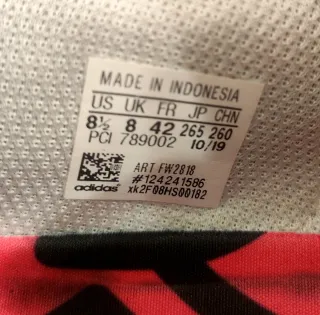 MADE IN INDONESIA
US UK FR JP CHN
8½ 8 42 265 260
PCI 789002 10/19
ART FW2818
#124241586
adidas xk2F08HS00182